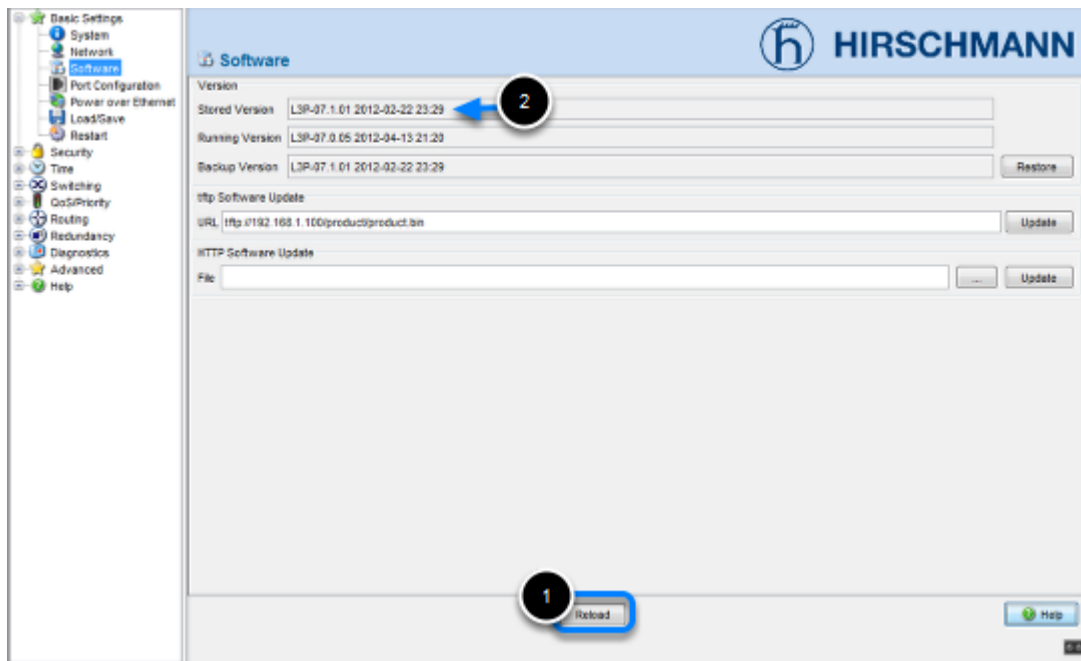 Basic Settings
System
Network
Software
Port Configuration
Power over Ethernet
Load/Save
Restart
Security
Time
Switching
QoS/Priority
Routing
Redundancy
Diagnostics
Advanced
Help
Software
HIRSCHMANN
Version
Stored Version L3P-07.1.01 2012-02-22 23:29
2
Running Version L3P-07.0.05 2012-04-13 21:20
Backup Version L3P-07.1.01 2012-02-22 23:29 Restore
tftp Software Update
URL tftp://192.168.1.100/product/product.bin Update
HTTP Software Update
File ... Update
1
Reload
Help